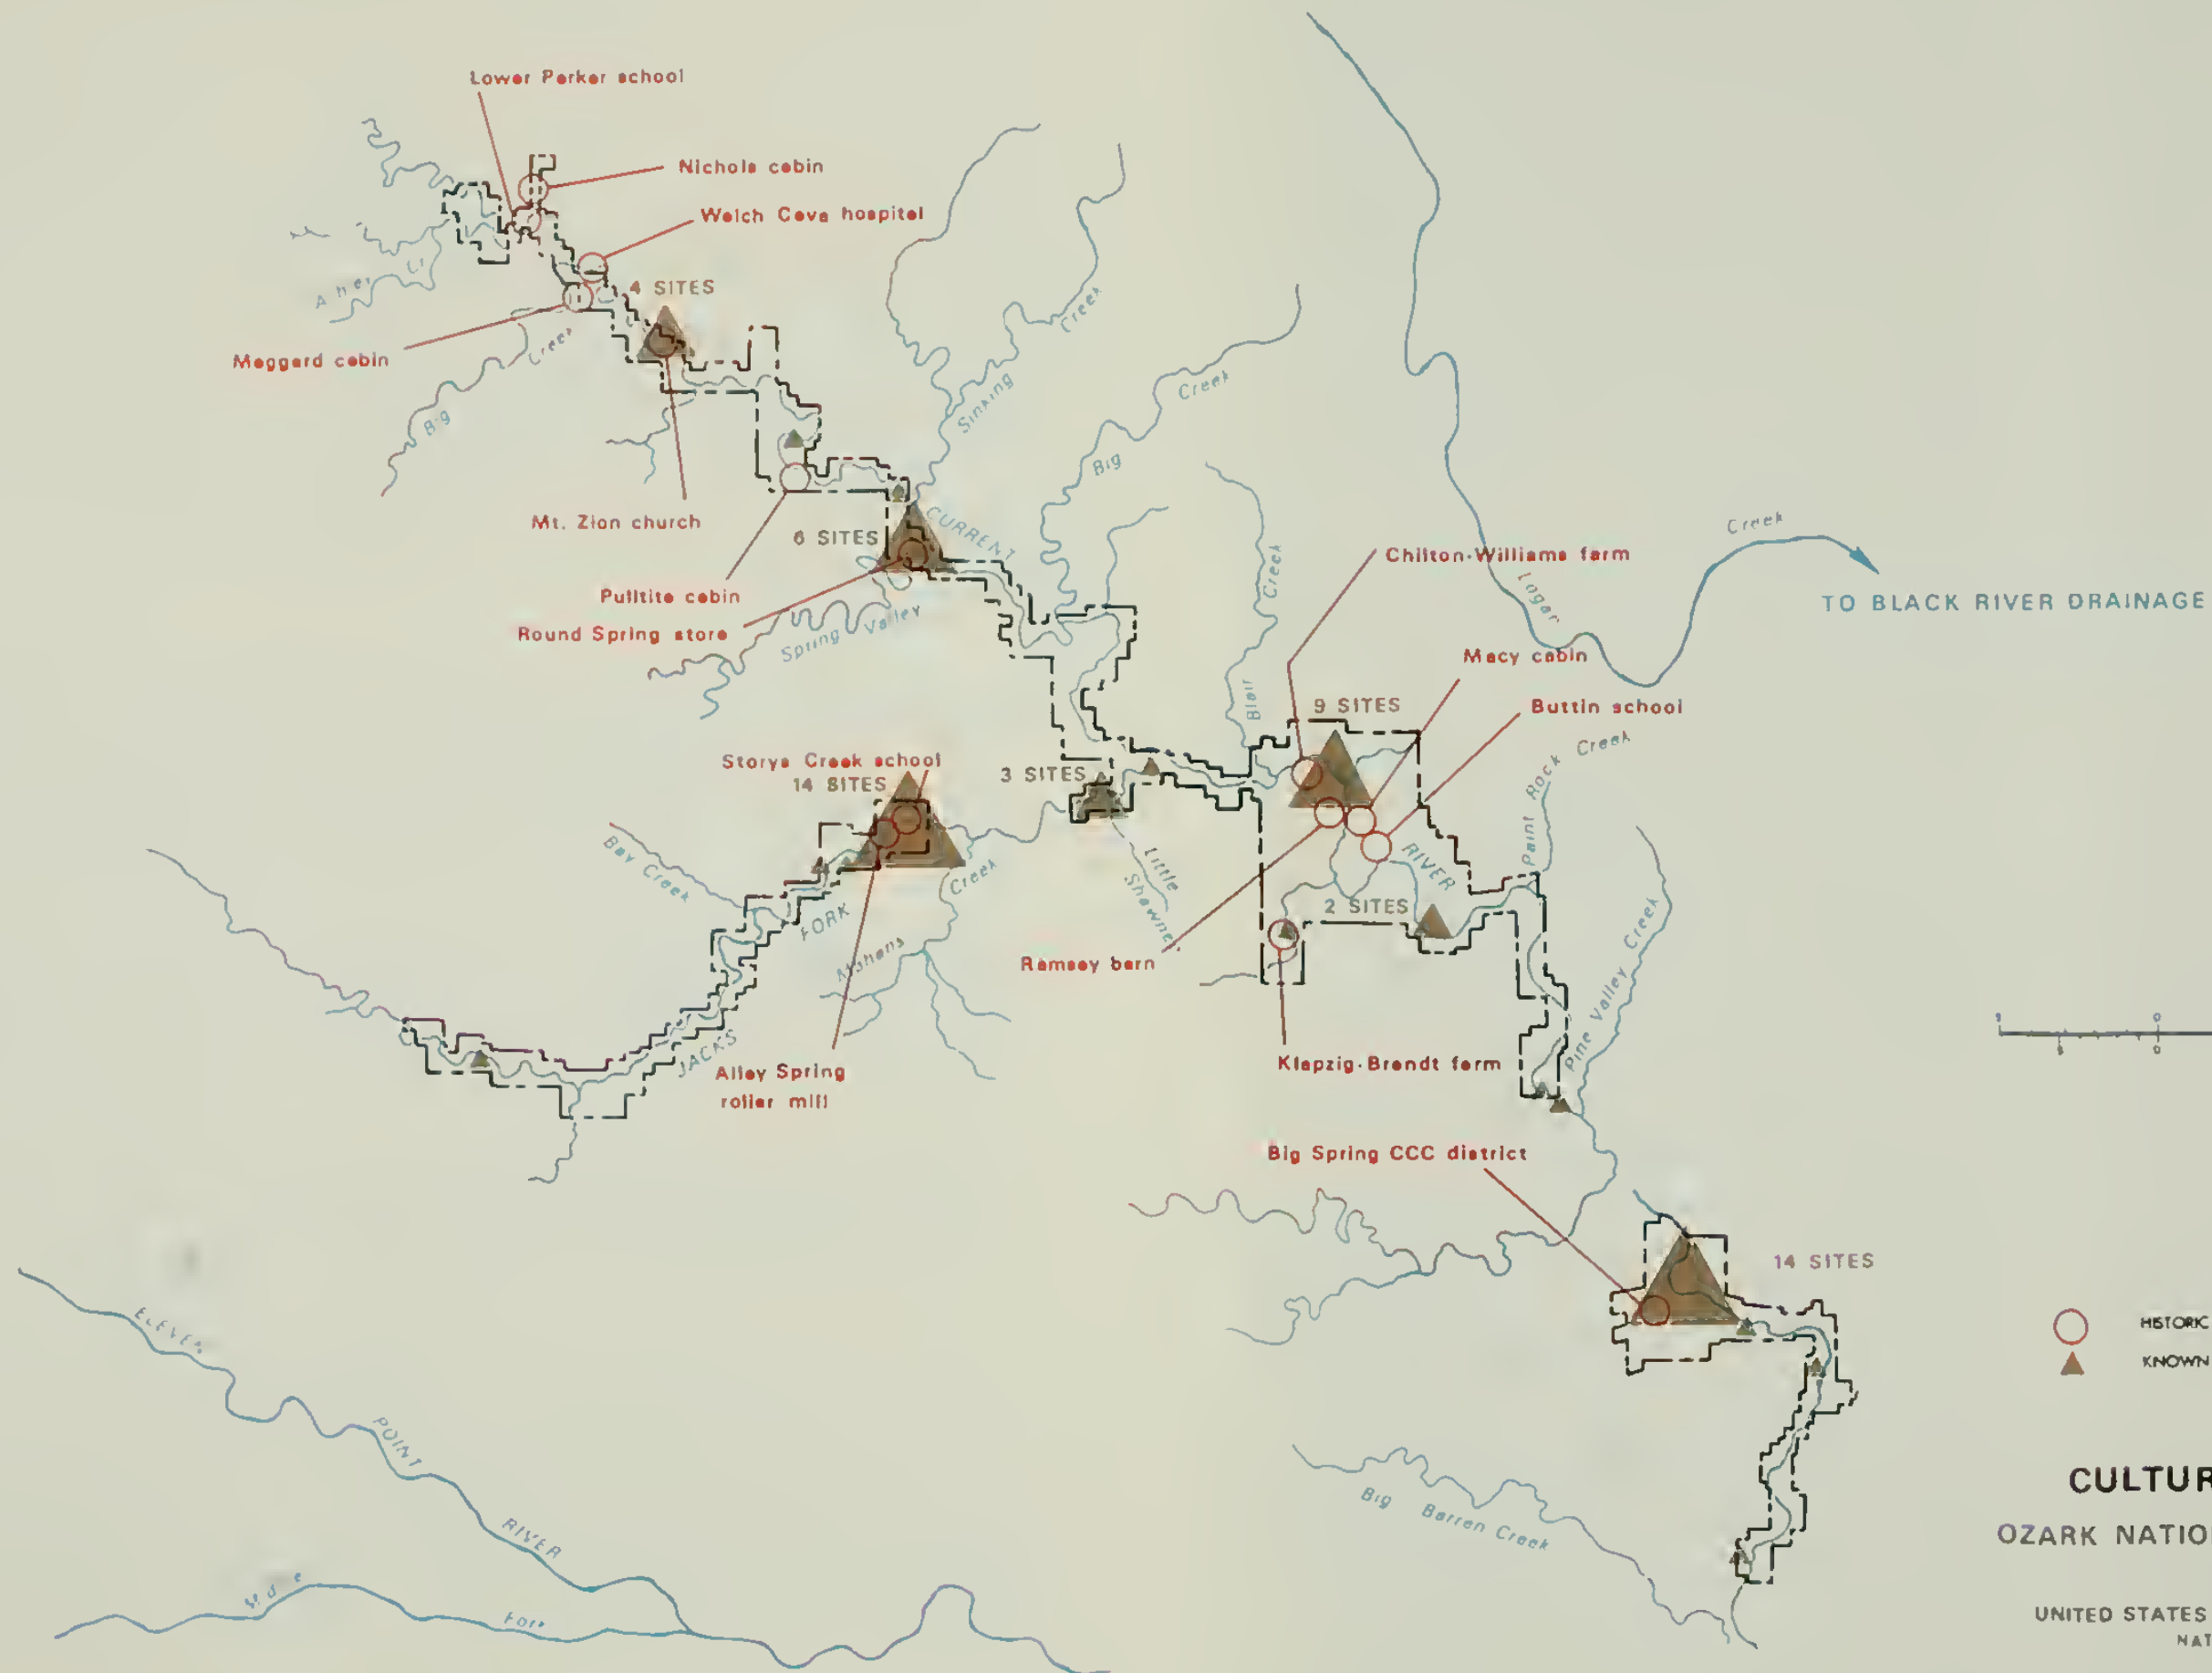 Lower Parker school
Nichols cabin
Welch Cave hospital
4 SITES
Maggard cabin
Creek
Big
Creek
Sinking
Creek
Big
Mt. Zion church
6 SITES
CURRENT
Pulltite cabin
Round Spring store
Spring Valley
Creek
Blair
Chilton-Williams farm
Logan
Creek
TO BLACK RIVER DRAINAGE
Macy cabin
9 SITES
Buttin school
Storys Creek school
14 SITES
3 SITES
Paint Rock Creek
Bay Creek
Creek
Little
RIVER
2 SITES
FORK
Ramsey barn
Pine Valley Creek
JACKS
Alley Spring
roller mill
Klepzig-Brandt farm
Big Spring CCC district
14 SITES
ELEVEN
POINT
RIVER
Big Barren Creek
HISTORIC
KNOWN
CULTUR
OZARK NATIO
UNITED STATES
NAT